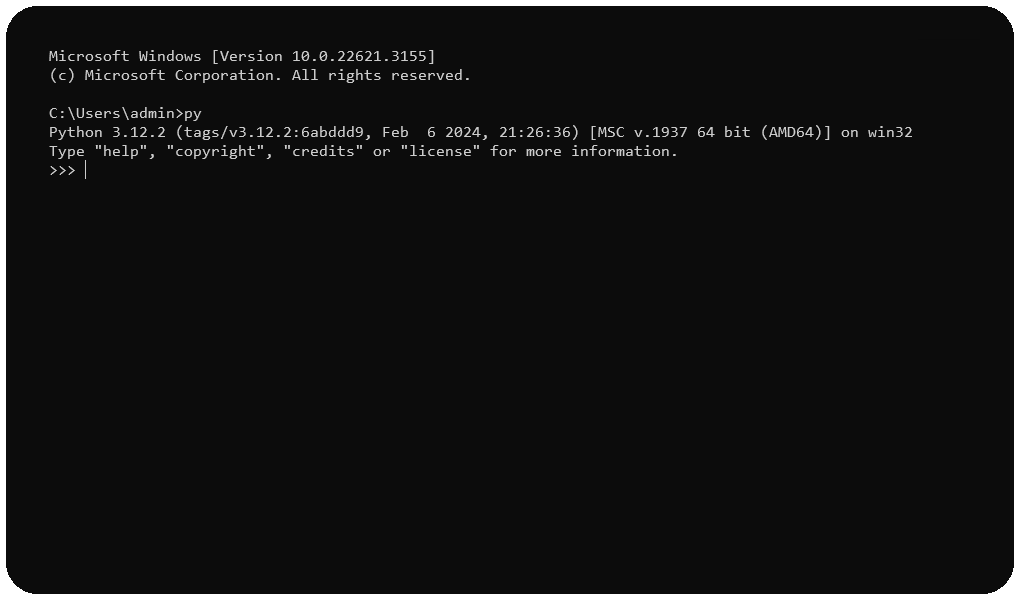 Microsoft Windows [Version 10.0.22621.3155]
(c) Microsoft Corporation. All rights reserved.
C:\Users\admin>py
Python 3.12.2 (tags/v3.12.2:6abddd9, Feb  6 2024, 21:26:36) [MSC v.1937 64 bit (AMD64)] on win32
Type "help", "copyright", "credits" or "license" for more information.
>>>